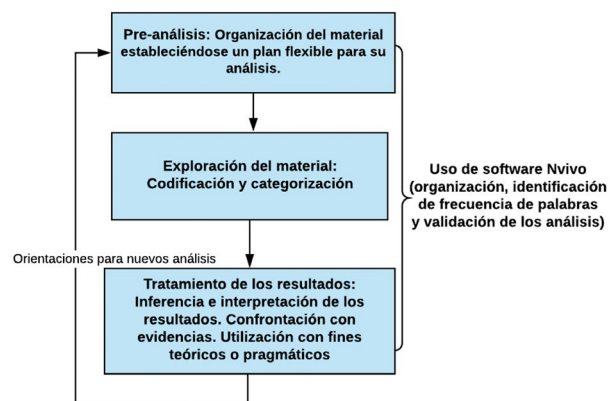 Pre-análisis: Organización del material
estableciéndose un plan flexible para su
análisis.
Exploración del material:
Codificación y categorización
Uso de software Nvivo
(organización, identificación
de frecuencia de palabras
y validación de los análisis)
Orientaciones para nuevos análisis
Tratamiento de los resultados:
Inferencia e interpretación de los
resultados. Confrontación con
evidencias. Utilización con fines
teóricos o pragmáticos